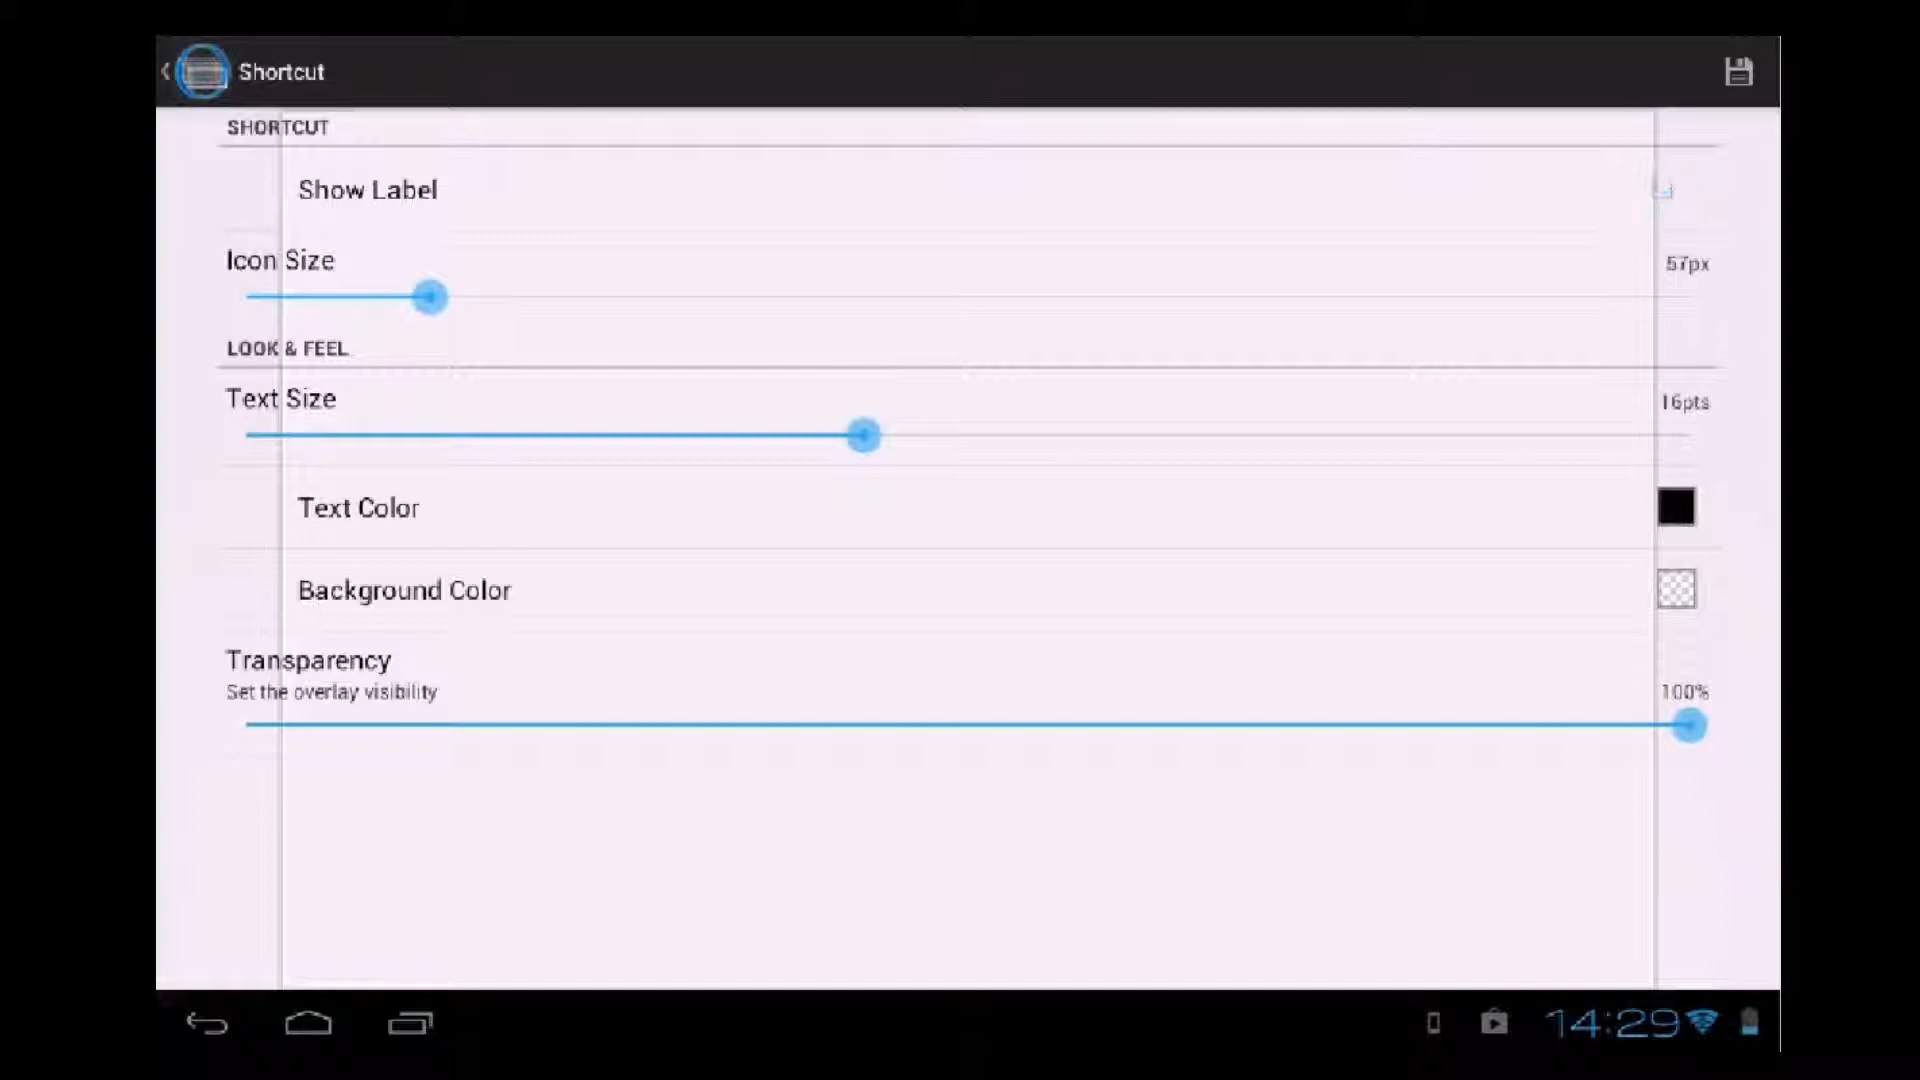 Shortcut
SHORTCUT
Show Label
Icon Size
57px
LOOK & FEEL
Text Size
16pts
Text Color
Background Color
Transparency
Set the overlay visibility
100%
14:29